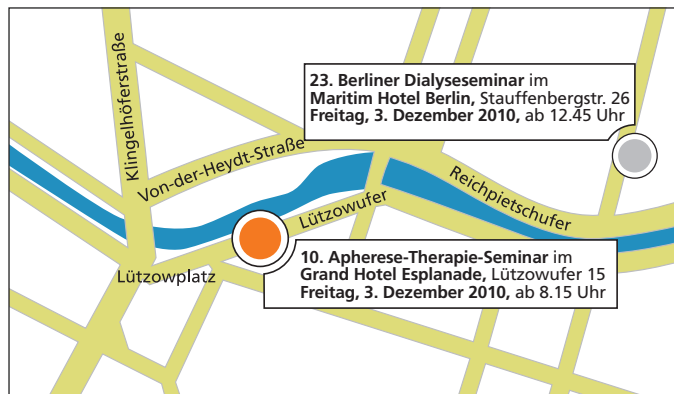 23. Berliner Dialyseseminar im
Maritim Hotel Berlin, Stauffenbergstr. 26
Freitag, 3. Dezember 2010, ab 12.45 Uhr
Klingelhöferstraße
Von-der-Heydt-Straße
Reichpietschufer
Lützowufer
Lützowplatz
10. Apherese-Therapie-Seminar im
Grand Hotel Esplanade, Lützowufer 15
Freitag, 3. Dezember 2010, ab 8.15 Uhr